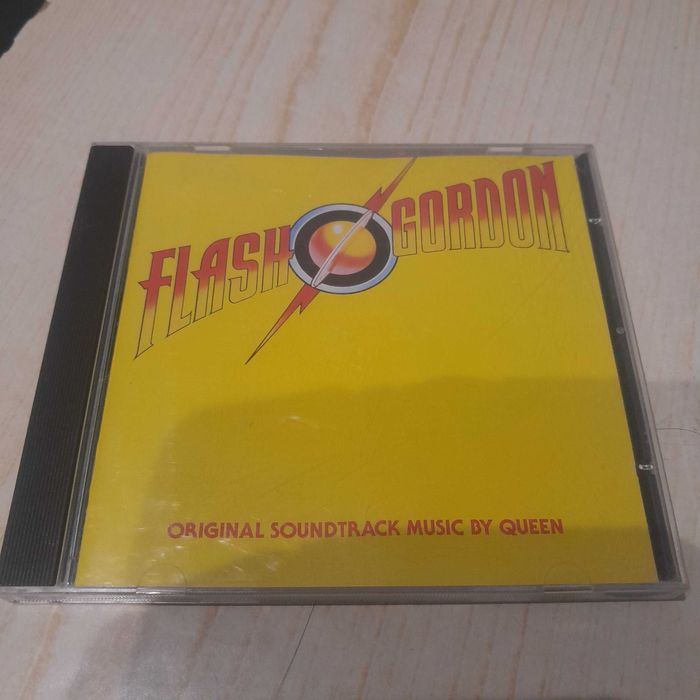 FLASH GORDON
ORIGINAL SOUNDTRACK MUSIC BY QUEEN